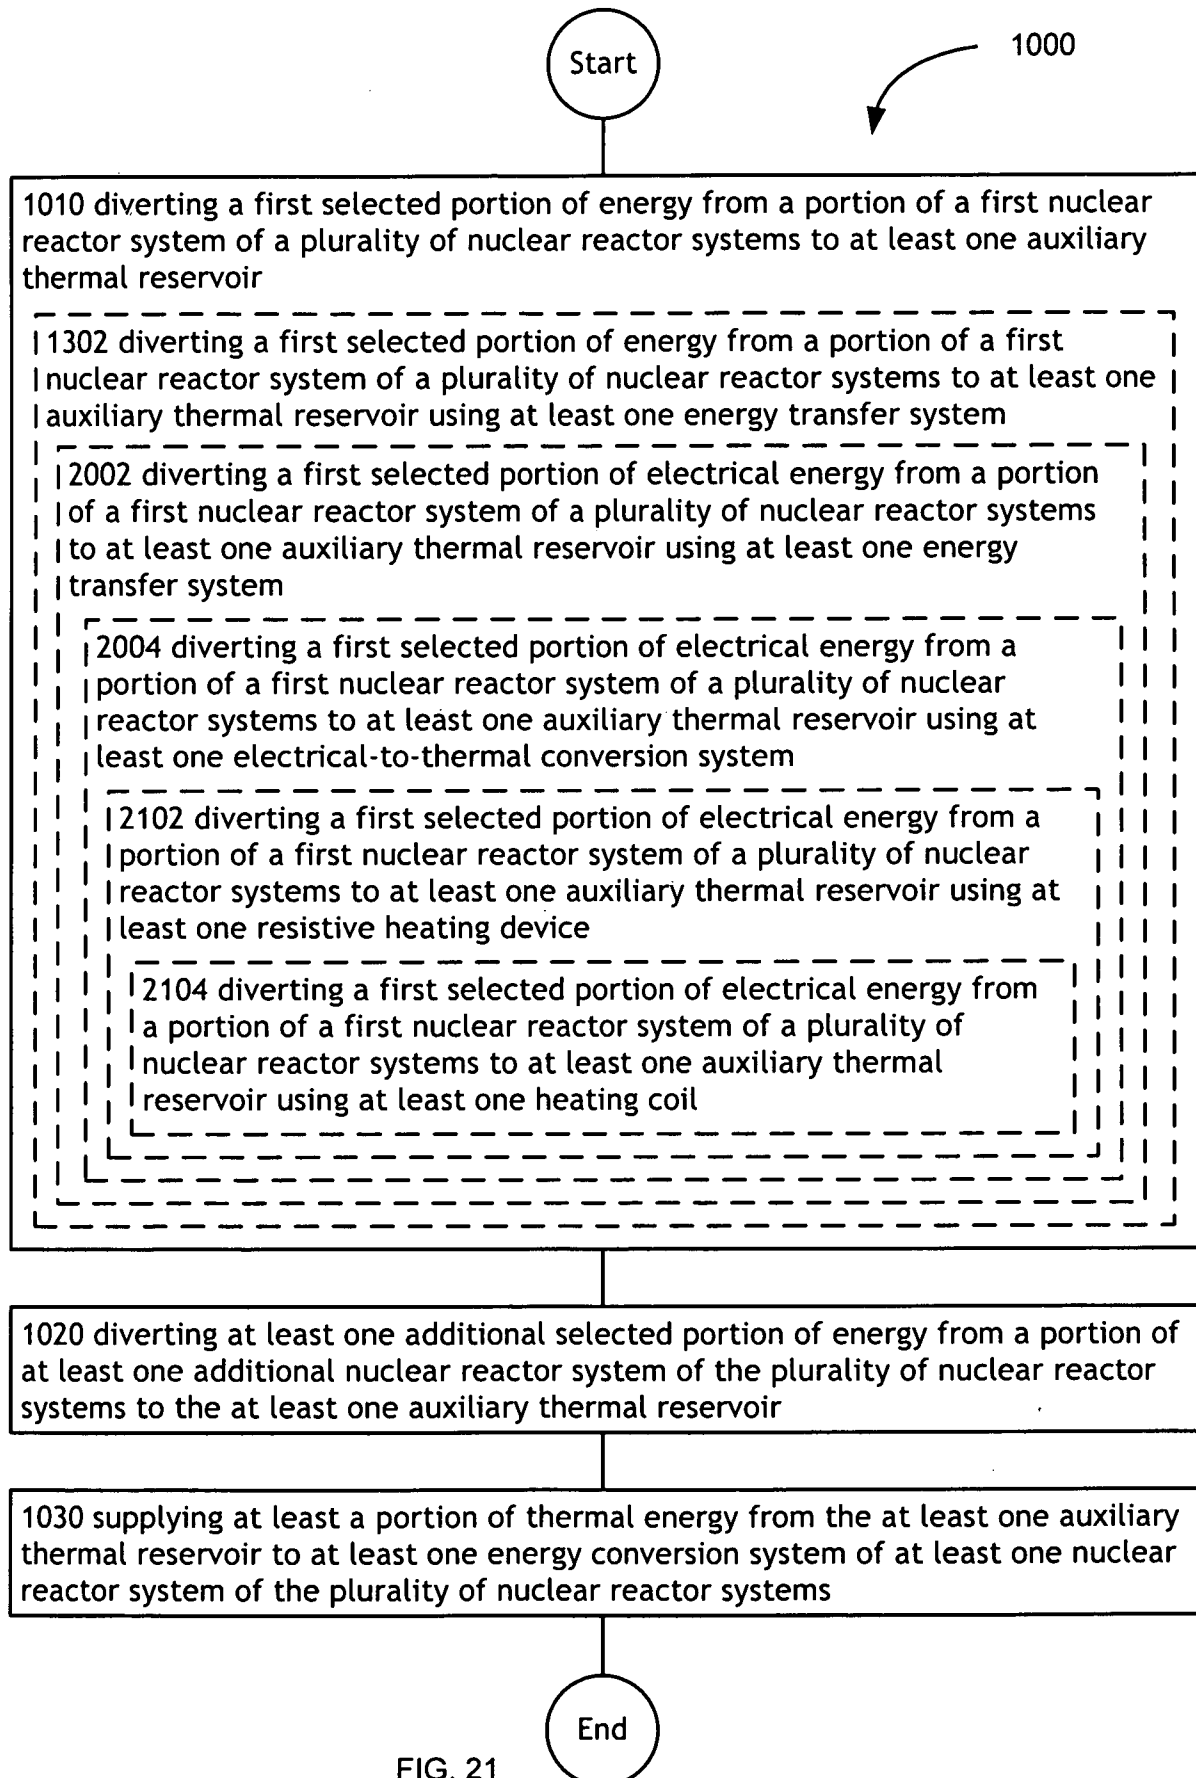 Start
1000
1010 diverting a first selected portion of energy from a portion of a first nuclear
reactor system of a plurality of nuclear reactor systems to at least one auxiliary
thermal reservoir
1302 diverting a first selected portion of energy from a portion of a first
nuclear reactor system of a plurality of nuclear reactor systems to at least one
auxiliary thermal reservoir using at least one energy transfer system
2002 diverting a first selected portion of electrical energy from a portion
of a first nuclear reactor system of a plurality of nuclear reactor systems
to at least one auxiliary thermal reservoir using at least one energy
transfer system
2004 diverting a first selected portion of electrical energy from a
portion of a first nuclear reactor system of a plurality of nuclear
reactor systems to at least one auxiliary thermal reservoir using at
least one electrical-to-thermal conversion system
2102 diverting a first selected portion of electrical energy from a
portion of a first nuclear reactor system of a plurality of nuclear
reactor systems to at least one auxiliary thermal reservoir using at
least one resistive heating device
2104 diverting a first selected portion of electrical energy from
a portion of a first nuclear reactor system of a plurality of
nuclear reactor systems to at least one auxiliary thermal
reservoir using at least one heating coil
1020 diverting at least one additional selected portion of energy from a portion of
at least one additional nuclear reactor system of the plurality of nuclear reactor
systems to the at least one auxiliary thermal reservoir
1030 supplying at least a portion of thermal energy from the at least one auxiliary
thermal reservoir to at least one energy conversion system of at least one nuclear
reactor system of the plurality of nuclear reactor systems
End
FIG. 21